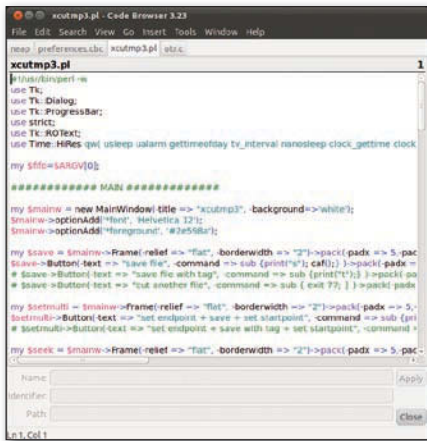 xcutmp3.pl - Code Browser 3.23
File Edit Search View Go Insert Tools Window Help
neap preferences.cbc xcutmp3.pl otr.c
xcutmp3.pl 1
#!/usr/bin/perl -w
use Tk;
use Tk::Dialog;
use Tk::ProgressBar;
use strict;
use Tk::ROText;
use Time::HiRes qw( usleep ualarm gettimeofday tv_interval nanosleep clock_gettime clock
my $fifo=$ARGV[0];
############ MAIN #############
my $mainw = new MainWindow(-title => "xcutmp3", -background=>'white');
$mainw->optionAdd('*font', 'Helvetica 12');
$mainw->optionAdd('*foreground', '#2e598a');
my $save = $mainw->Frame(-relief => "flat", -borderwidth => "2")->pack(-padx => 5,-pac
$save->Button(-text => "save file", -command => sub {print("s"); caf();} )->pack(-padx =
# $save->Button(-text => "save file with tag", -command => sub {print("t");} )->pack( -pa
# $save->Button(-text => "cut another file", -command => sub { exit 77; } )->pack( -padx
my $setmulti = $mainw->Frame(-relief => "flat", -borderwidth => "2")->pack(-padx => 5,-
$setmulti->Button(-text => "set endpoint + save + set startpoint", -command => sub {pri
# $setmulti->Button(-text => "set endpoint + save with tag + set startpoint", -command =
my $seek = $mainw->Frame(-relief => "flat", -borderwidth => "2")->pack(-padx => 5,-pac
Name: Apply
Identifier:
Path: Close
Ln 1, Col 1